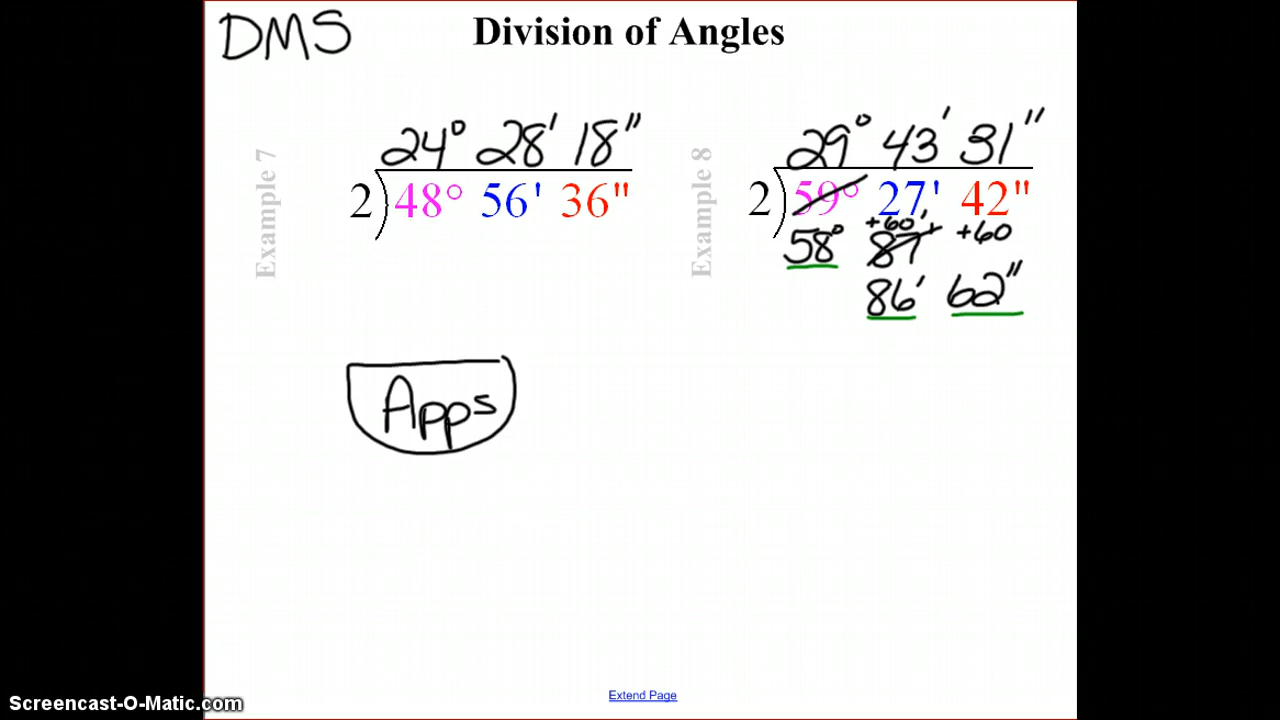 DMS
Division of Angles
Example 7
24° 28' 18"
2)48° 56' 36"
Example 8
29° 43' 31"
2)59° 27' 42"
+60' +60
58° 87
86' 62"
Apps
Extend Page
Screencast-O-Matic.com